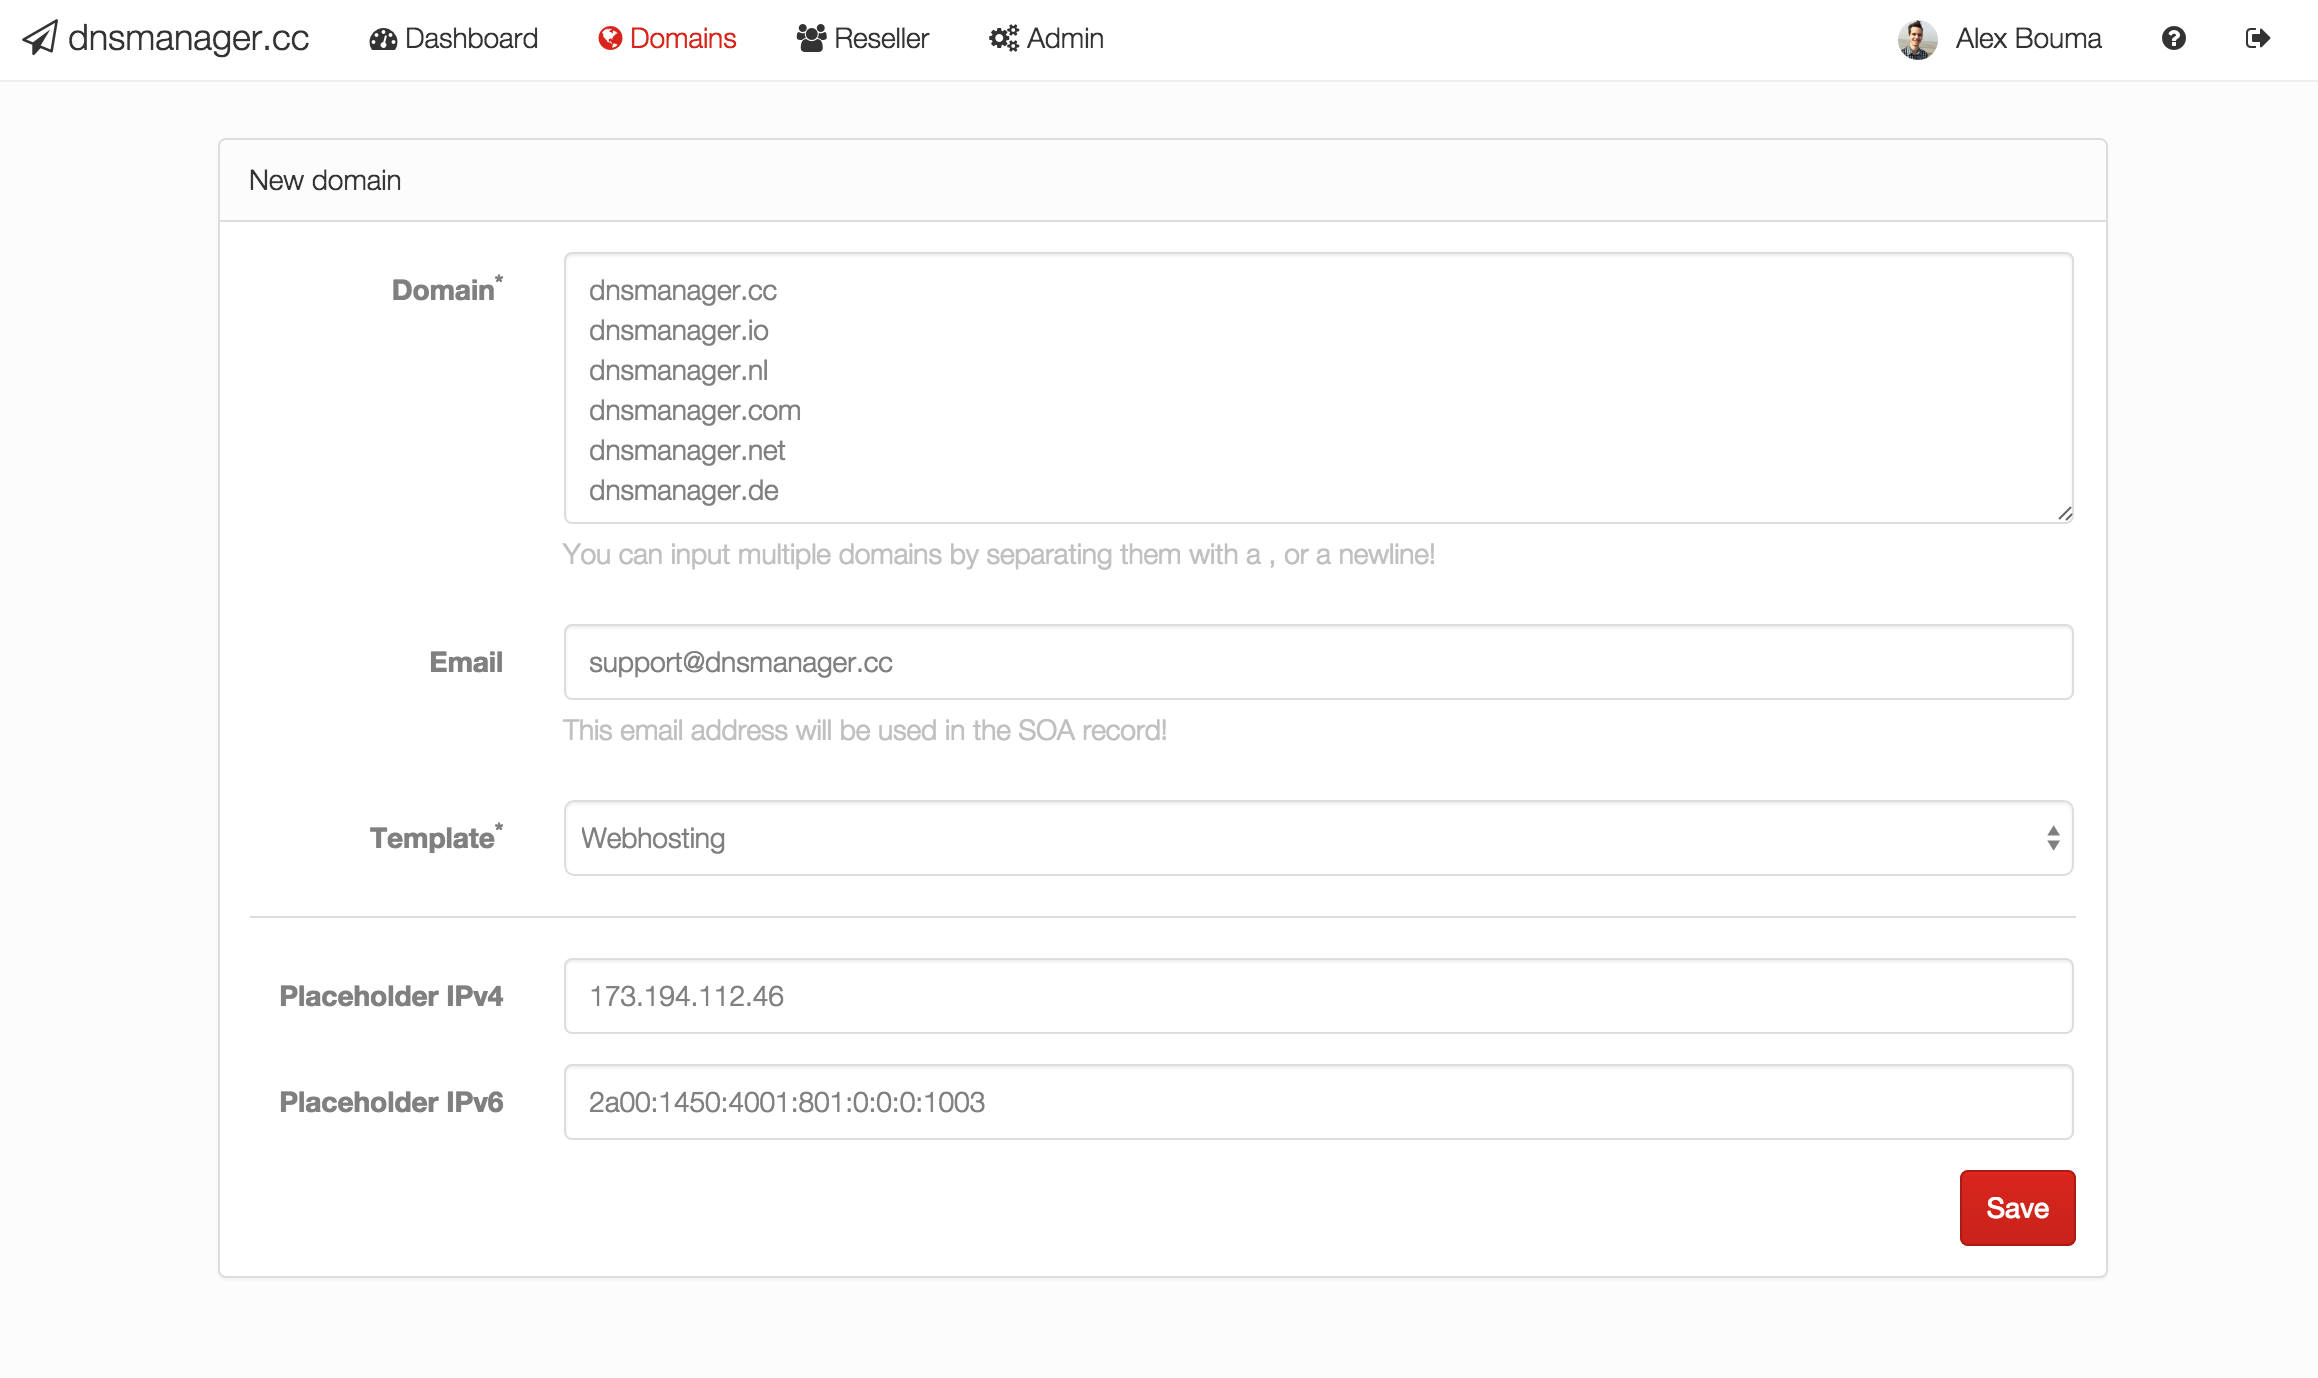 dnsmanager.cc Dashboard Domains Reseller Admin Alex Bouma
New domain
Domain*
dnsmanager.cc
dnsmanager.io
dnsmanager.nl
dnsmanager.com
dnsmanager.net
dnsmanager.de
You can input multiple domains by separating them with a , or a newline!
Email
support@dnsmanager.cc
This email address will be used in the SOA record!
Template*
Webhosting
Placeholder IPv4
173.194.112.46
Placeholder IPv6
2a00:1450:4001:801:0:0:0:1003
Save